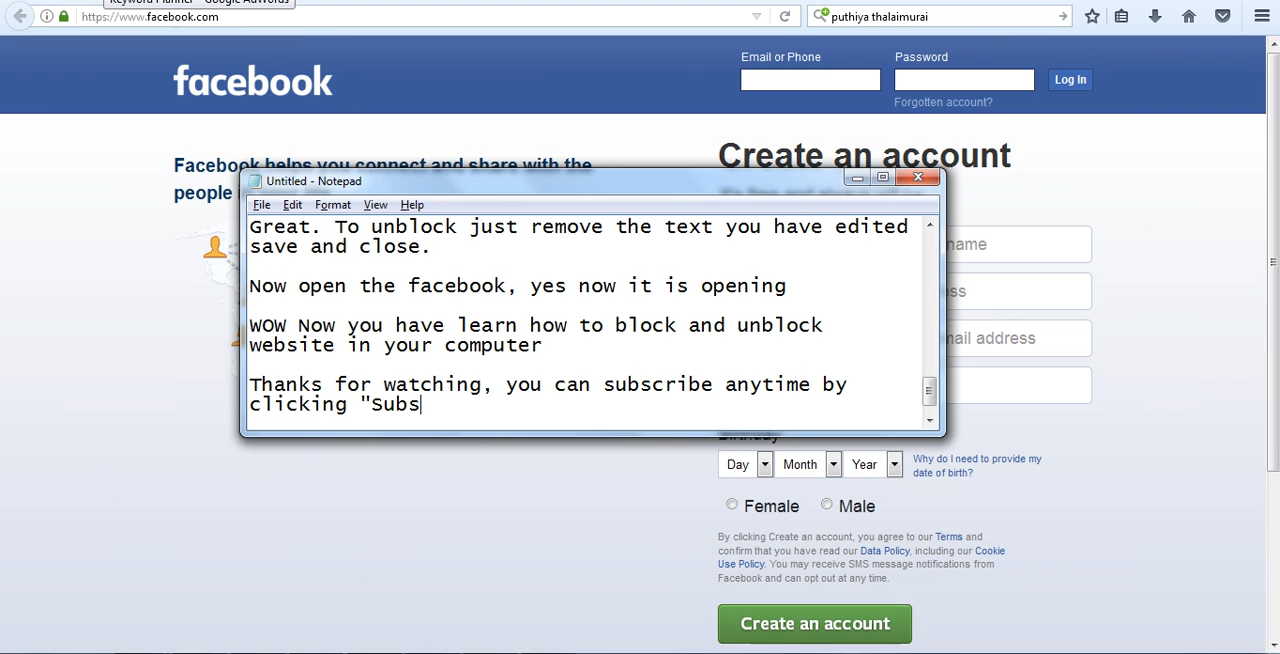 https://www.facebook.com
puthiya thalaimurai
facebook
Email or Phone
Password
Log In
Forgotten account?
Facebook helps you connect and share with the
people
Create an account
Untitled - Notepad
File Edit Format View Help
Great. To unblock just remove the text you have edited
save and close.
Now open the facebook, yes now it is opening
WOW Now you have learn how to block and unblock
website in your computer
Thanks for watching, you can subscribe anytime by
clicking "Subs
name
ess
nail address
Birthday
Day Month Year
Why do I need to provide my
date of birth?
Female Male
By clicking Create an account, you agree to our Terms and
confirm that you have read our Data Policy, including our Cookie
Use Policy. You may receive SMS message notifications from
Facebook and can opt out at any time.
Create an account